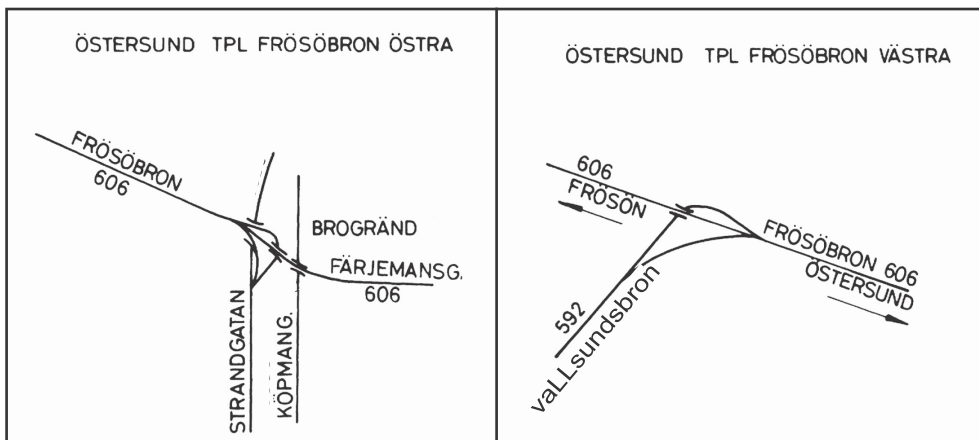 ÖSTERSUND TPL FRÖSÖBRON ÖSTRA
FRÖSÖBRON
606
BROGRÄND
FÄRJEMANSG.
606
STRANDGATAN
KÖPMANG.
ÖSTERSUND TPL FRÖSÖBRON VÄSTRA
606
FRÖSÖN
FRÖSÖBRON 606
ÖSTERSUND
592
vaLLsundsbron